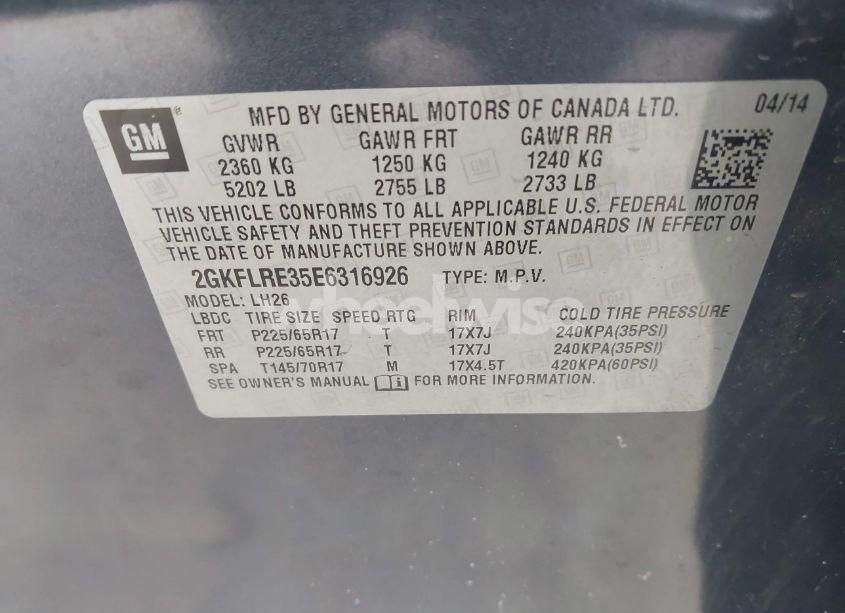 GM ® MFD BY GENERAL MOTORS OF CANADA LTD. 04/14
GVWR GAWR FRT GAWR RR
2360 KG 1250 KG 1240 KG
5202 LB 2755 LB 2733 LB
THIS VEHICLE CONFORMS TO ALL APPLICABLE U.S. FEDERAL MOTOR
VEHICLE SAFETY AND THEFT PREVENTION STANDARDS IN EFFECT ON
THE DATE OF MANUFACTURE SHOWN ABOVE.
2GKFLRE35E6316926 TYPE: M.P.V.
MODEL: LH26
wheelwise
LBDC TIRE SIZE SPEED RTG RIM COLD TIRE PRESSURE
FRT P225/65R17 T 17X7J 240KPA(35PSI)
RR P225/65R17 T 17X7J 240KPA(35PSI)
SPA T145/70R17 M 17X4.5T 420KPA(60PSI)
SEE OWNER'S MANUAL FOR MORE INFORMATION.